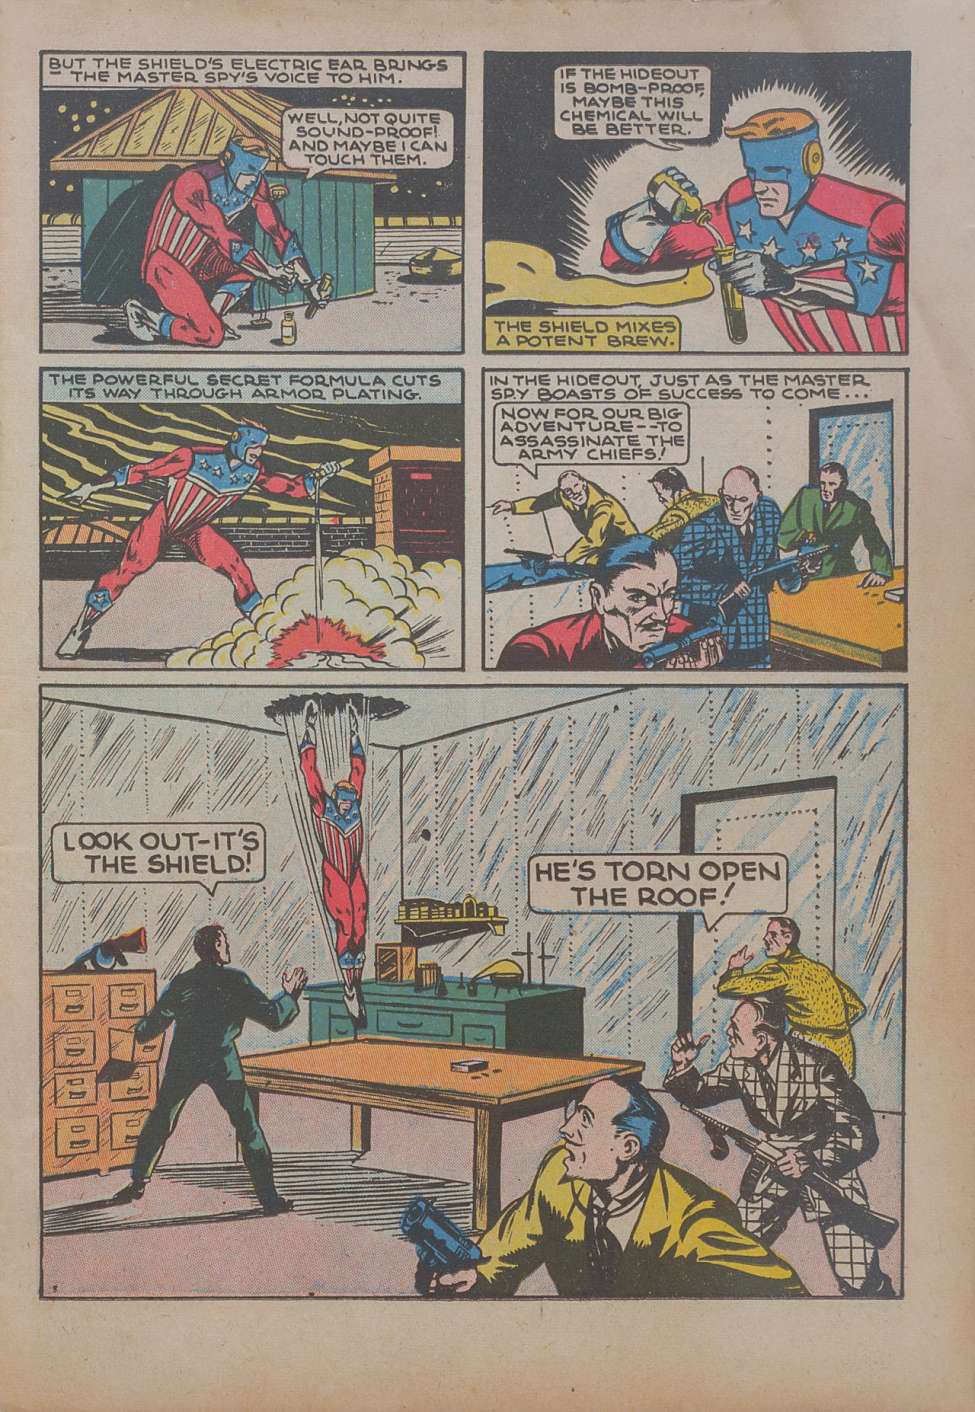 BUT THE SHIELD'S ELECTRIC EAR BRINGS
THE MASTER SPY'S VOICE TO HIM.
WELL, NOT QUITE
SOUND-PROOF!
AND MAYBE I CAN
TOUCH THEM.
IF THE HIDEOUT
IS BOMB-PROOF,
MAYBE THIS
CHEMICAL WILL
BE BETTER.
THE SHIELD MIXES
A POTENT BREW.
THE POWERFUL SECRET FORMULA CUTS
ITS WAY THROUGH ARMOR PLATING.
IN THE HIDEOUT, JUST AS THE MASTER
SPY BOASTS OF SUCCESS TO COME...
NOW FOR OUR BIG
ADVENTURE--TO
ASSASSINATE THE
ARMY CHIEFS!
LOOK OUT-IT'S
THE SHIELD!
HE'S TORN OPEN
THE ROOF!